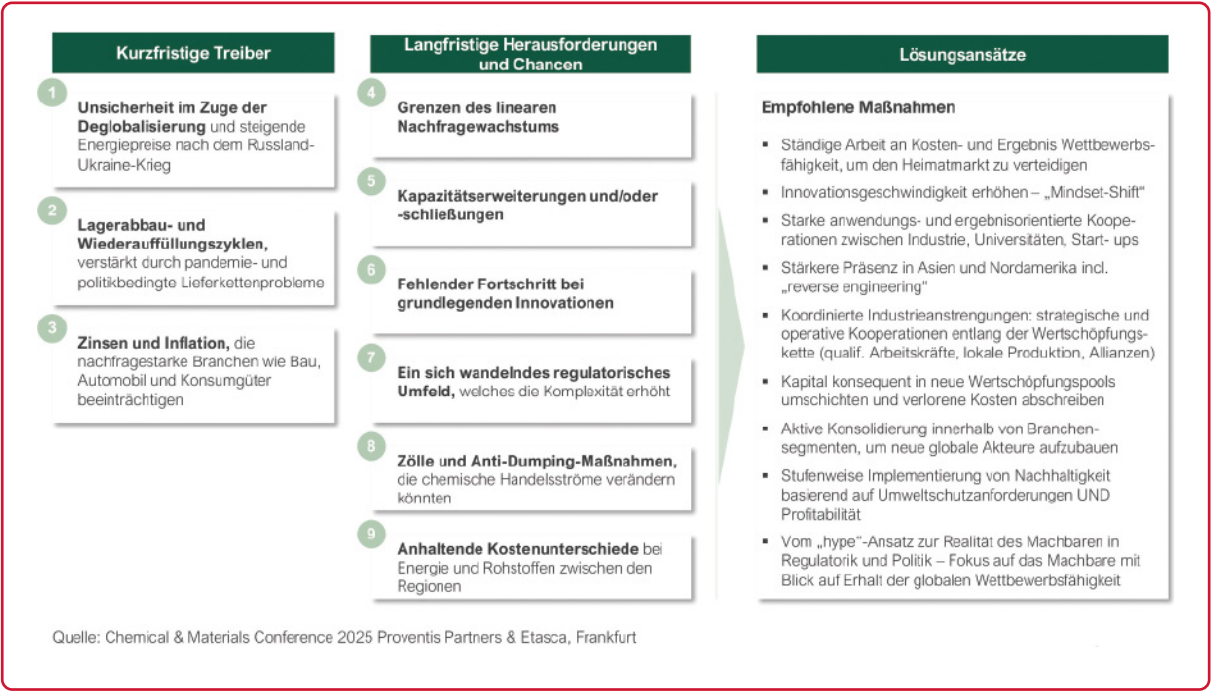 Kurzfristige Treiber
1
Unsicherheit im Zuge der
Deglobalisierung und steigende
Energiepreise nach dem Russland-
Ukraine-Krieg
2
Lagerabbau- und
Wiederauffüllungszyklen,
verstärkt durch pandemie- und
politikbedingte Lieferkettenprobleme
3
Zinsen und Inflation, die
nachfragestarke Branchen wie Bau,
Automobil und Konsumgüter
beeinträchtigen
Langfristige Herausforderungen
und Chancen
4
Grenzen des linearen
Nachfragewachstums
5
Kapazitätserweiterungen und/oder
-schließungen
6
Fehlender Fortschritt bei
grundlegenden Innovationen
7
Ein sich wandelndes regulatorisches
Umfeld, welches die Komplexität erhöht
8
Zölle und Anti-Dumping-Maßnahmen,
die chemische Handelsströme verändern
könnten
9
Anhaltende Kostenunterschiede bei
Energie und Rohstoffen zwischen den
Regionen
Lösungsansätze
Empfohlene Maßnahmen
▪ Ständige Arbeit an Kosten- und Ergebnis Wettbewerbs-
fähigkeit, um den Heimatmarkt zu verteidigen
▪ Innovationsgeschwindigkeit erhöhen – „Mindset-Shift“
▪ Starke anwendungs- und ergebnisorientierte Koope-
rationen zwischen Industrie, Universitäten, Start- ups
▪ Stärkere Präsenz in Asien und Nordamerika incl.
„reverse engineering“
▪ Koordinierte Industrieanstrengungen: strategische und
operative Kooperationen entlang der Wertschöpfungs-
kette (qualif. Arbeitskräfte, lokale Produktion, Allianzen)
▪ Kapital konsequent in neue Wertschöpfungspools
umschichten und verlorene Kosten abschreiben
▪ Aktive Konsolidierung innerhalb von Branchen-
segmenten, um neue globale Akteure aufzubauen
▪ Stufenweise Implementierung von Nachhaltigkeit
basierend auf Umweltschutzanforderungen UND
Profitabilität
▪ Vom „hype“-Ansatz zur Realität des Machbaren in
Regulatorik und Politik – Fokus auf das Machbare mit
Blick auf Erhalt der globalen Wettbewerbsfähigkeit
Quelle: Chemical & Materials Conference 2025 Proventis Partners & Etasca, Frankfurt